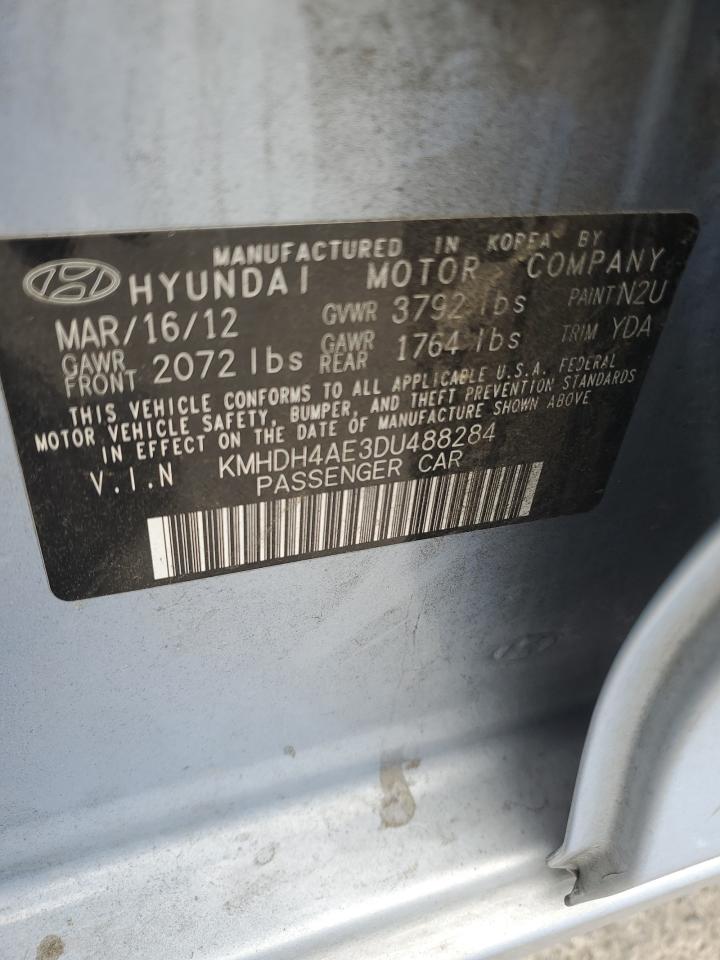 MANUFACTURED IN KOREA BY
HYUNDAI MOTOR COMPANY
MAR/16/12 GVWR 3792 lbs PAINT N2U
GAWR FRONT 2072 lbs GAWR REAR 1764 lbs TRIM YDA
THIS VEHICLE CONFORMS TO ALL APPLICABLE U.S.A. FEDERAL
MOTOR VEHICLE SAFETY, BUMPER, AND THEFT PREVENTION STANDARDS
IN EFFECT ON THE DATE OF MANUFACTURE SHOWN ABOVE
V.I.N KMHDH4AE3DU488284
PASSENGER CAR